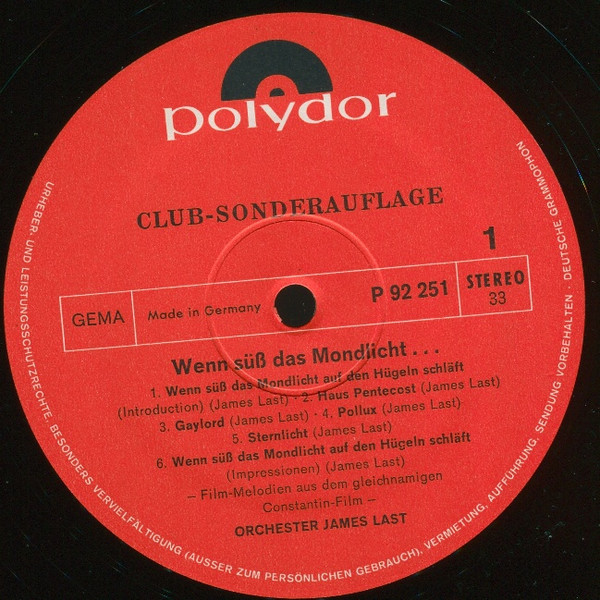 polydor
CLUB-SONDERAUFLAGE
1
GEMA
Made in Germany
P 92 251
STEREO
33
Wenn süß das Mondlicht . . .
1. Wenn süß das Mondlicht auf den Hügeln schläft
(Introduction) (James Last) · 2. Haus Pentecost (James Last)
3. Gaylord (James Last) · 4. Pollux (James Last)
5. Sternlicht (James Last)
6. Wenn süß das Mondlicht auf den Hügeln schläft
(Impressionen) (James Last)
– Film-Melodien aus dem gleichnamigen
Constantin-Film –
ORCHESTER JAMES LAST
URHEBER- UND LEISTUNGSSCHUTZRECHTE, BESONDERS VERVIELFÄLTIGUNG (AUSSER ZUM PERSÖNLICHEN GEBRAUCH), VERMIETUNG, AUFFÜHRUNG, SENDUNG VORBEHALTEN · DEUTSCHE GRAMMOPHON